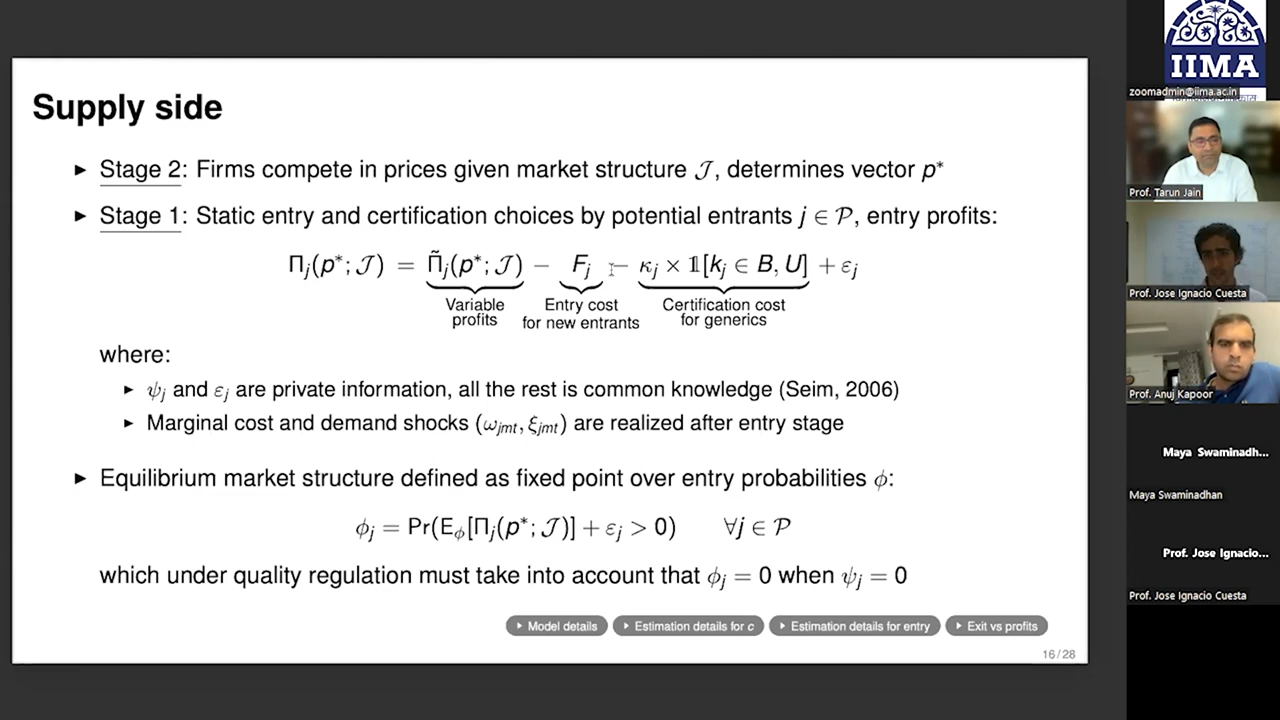 Supply side
▶ Stage 2: Firms compete in prices given market structure 𝒥, determines vector p*
▶ Stage 1: Static entry and certification choices by potential entrants j ∈ 𝒫, entry profits:
Πj(p*; 𝒥) = Π̃j(p*; 𝒥) − Fj − κj × 𝟙[kj ∈ B, U] + εj
Variable profits
Entry cost for new entrants
Certification cost for generics
where:
▶ ψj and εj are private information, all the rest is common knowledge (Seim, 2006)
▶ Marginal cost and demand shocks (ωjmt, ξjmt) are realized after entry stage
▶ Equilibrium market structure defined as fixed point over entry probabilities ϕ:
ϕj = Pr(Eϕ[Πj(p*; 𝒥)] + εj > 0) ∀j ∈ 𝒫
which under quality regulation must take into account that ϕj = 0 when ψj = 0
▶ Model details ▶ Estimation details for c ▶ Estimation details for entry ▶ Exit vs profits
16 / 28
IIMA
zoomadmin@iima.ac.in
Prof. Tarun Jain
Prof. Jose Ignacio Cuesta
Prof. Anuj Kapoor
Maya Swaminadh...
Maya Swaminadhan
Prof. Jose Ignacio...
Prof. Jose Ignacio Cuesta